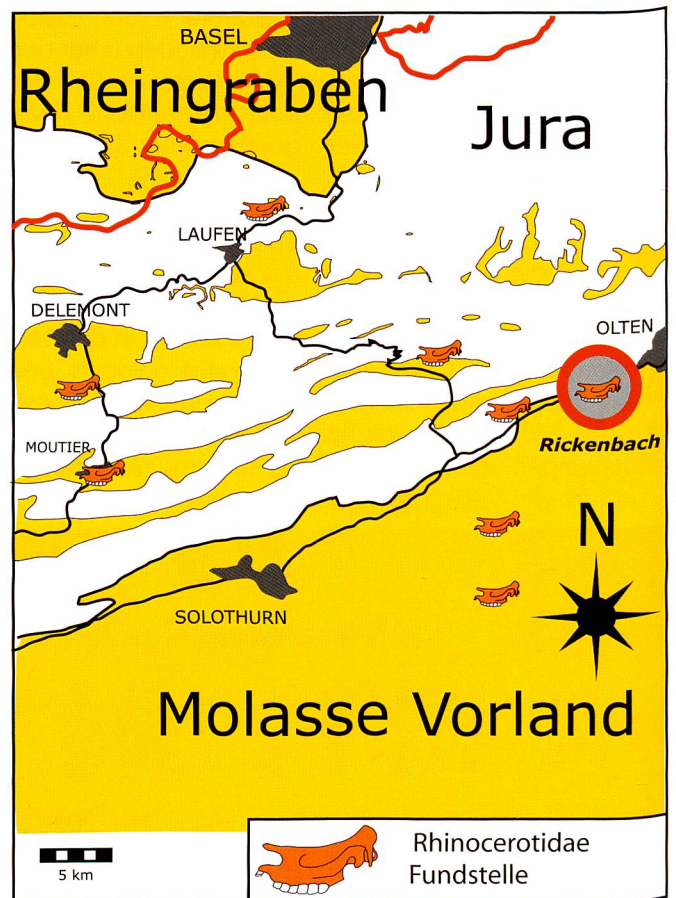 BASEL
Rheingraben
Jura
LAUFEN
DELEMONT
OLTEN
MOUTIER
Rickenbach
N
SOLOTHURN
Molasse Vorland
5 km
Rhinocerotidae
Fundstelle